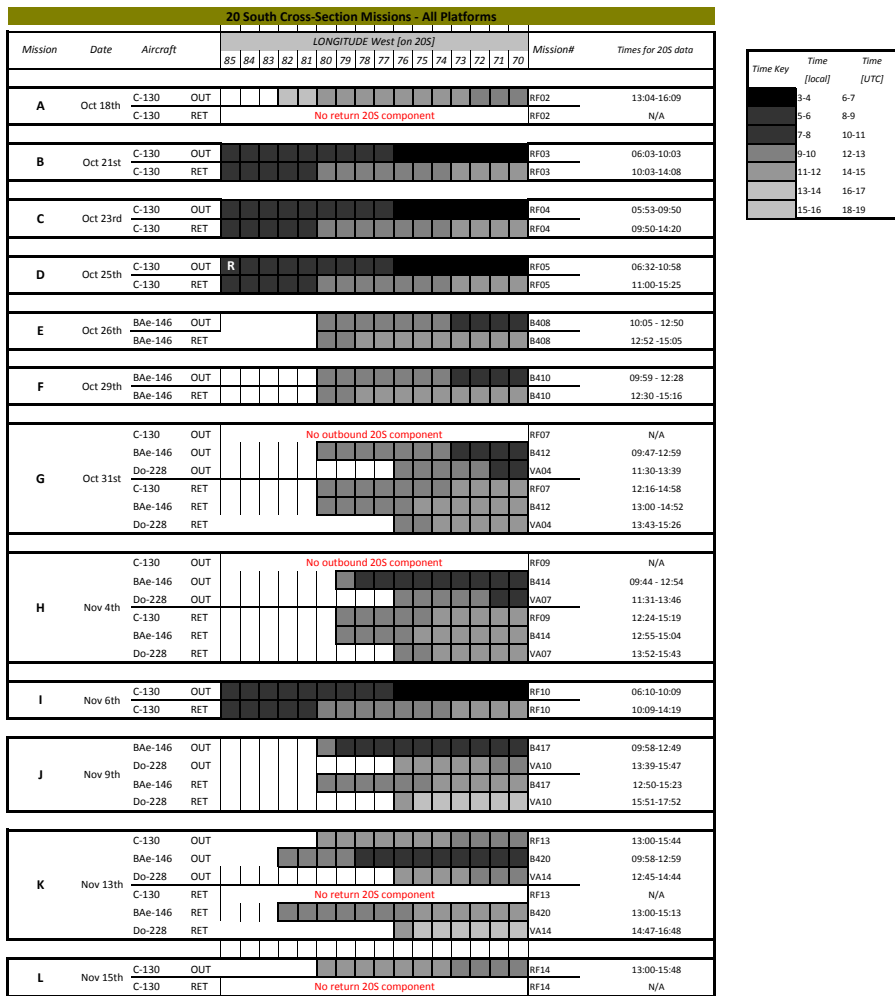 20 South Cross-Section Missions - All Platforms
Mission Date Aircraft LONGITUDE West [on 20S] Mission# Times for 20S data
85 84 83 82 81 80 79 78 77 76 75 74 73 72 71 70
A Oct 18th
C-130 OUT RF02 13:04-16:09
C-130 RET No return 20S component RF02 N/A
B Oct 21st
C-130 OUT RF03 06:03-10:03
C-130 RET RF03 10:03-14:08
C Oct 23rd
C-130 OUT RF04 05:53-09:50
C-130 RET RF04 09:50-14:20
D Oct 25th
C-130 OUT R RF05 06:32-10:58
C-130 RET RF05 11:00-15:25
E Oct 26th
BAe-146 OUT B408 10:05 - 12:50
BAe-146 RET B408 12:52 -15:05
F Oct 29th
BAe-146 OUT B410 09:59 - 12:28
BAe-146 RET B410 12:30 -15:16
G Oct 31st
C-130 OUT No outbound 20S component RF07 N/A
BAe-146 OUT B412 09:47-12:59
Do-228 OUT VA04 11:30-13:39
C-130 RET RF07 12:16-14:58
BAe-146 RET B412 13:00 -14:52
Do-228 RET VA04 13:43-15:26
H Nov 4th
C-130 OUT No outbound 20S component RF09 N/A
BAe-146 OUT B414 09:44 - 12:54
Do-228 OUT VA07 11:31-13:46
C-130 RET RF09 12:24-15:19
BAe-146 RET B414 12:55-15:04
Do-228 RET VA07 13:52-15:43
I Nov 6th
C-130 OUT RF10 06:10-10:09
C-130 RET RF10 10:09-14:19
J Nov 9th
BAe-146 OUT B417 09:58-12:49
Do-228 OUT VA10 13:39-15:47
BAe-146 RET B417 12:50-15:23
Do-228 RET VA10 15:51-17:52
K Nov 13th
C-130 OUT RF13 13:00-15:44
BAe-146 OUT B420 09:58-12:59
Do-228 OUT VA14 12:45-14:44
C-130 RET No return 20S component RF13 N/A
BAe-146 RET B420 13:00-15:13
Do-228 RET VA14 14:47-16:48
L Nov 15th
C-130 OUT RF14 13:00-15:48
C-130 RET No return 20S component RF14 N/A
Time Key Time Time
[local] [UTC]
3-4 6-7
5-6 8-9
7-8 10-11
9-10 12-13
11-12 14-15
13-14 16-17
15-16 18-19